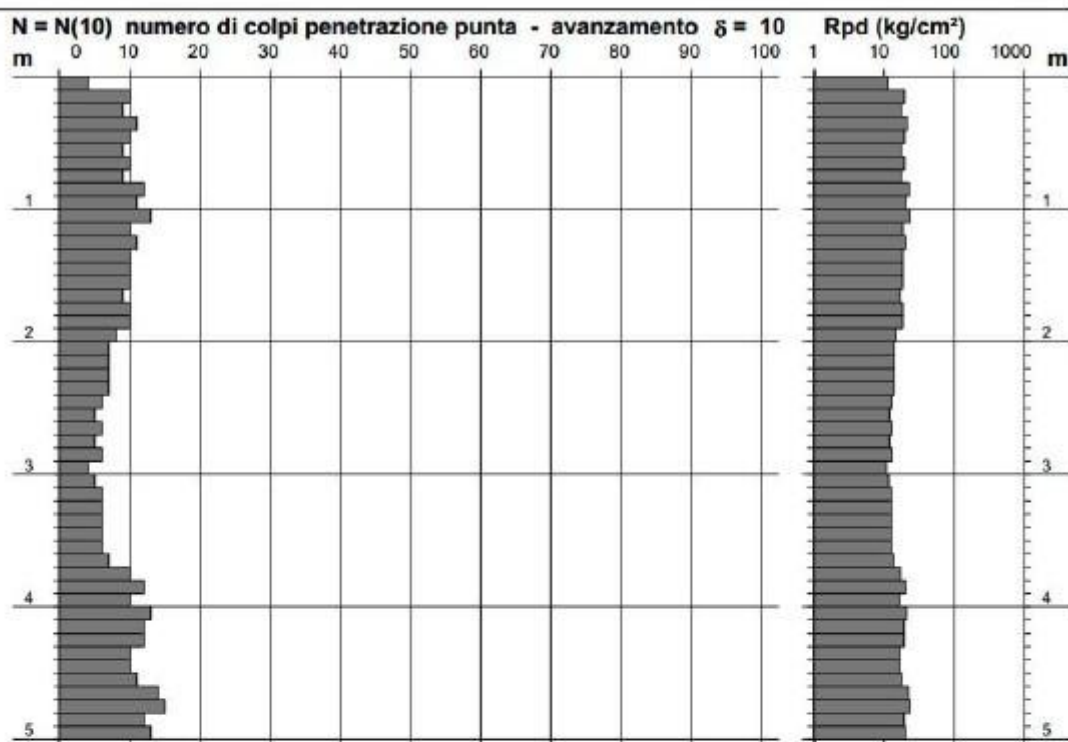 N = N(10) numero di colpi penetrazione punta - avanzamento δ = 10 Rpd (kg/cm²)
m 0 10 20 30 40 50 60 70 80 90 100 1 10 100 1000 m
1 1
2 2
3 3
4 4
5 5